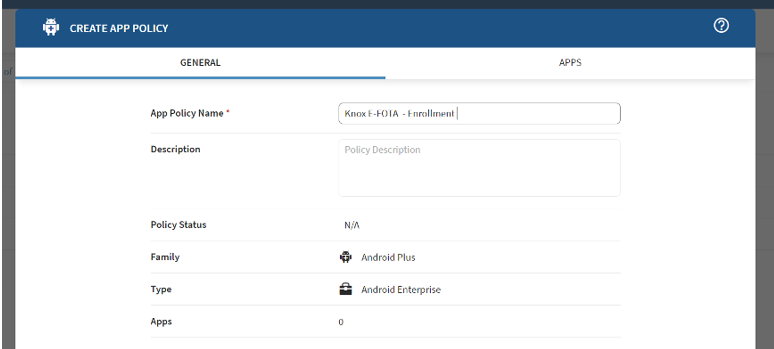 CREATE APP POLICY
GENERAL
APPS
of
App Policy Name *
Knox E-FOTA - Enrollment
Description
Policy Description
Policy Status
N/A
Family
Android Plus
Type
Android Enterprise
Apps
0